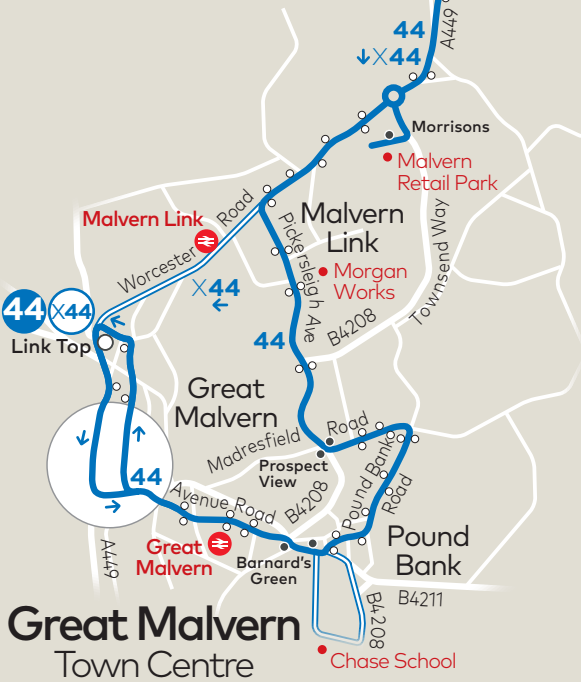 A449
44
↓X44
Morrisons
Malvern
Retail Park
Malvern Link
Worcester Road
Pickersleigh Ave
Malvern
Link
Townsend Way
Morgan
Works
X44
←
44
X44
44
B4208
Link Top
Great
Malvern
Madresfield Road
Prospect
View
Pound Bank
Road
44
Avenue Road
B4208
Great
Malvern
Barnard's
Green
Pound
Bank
A449
B4208
B4211
Great Malvern
Town Centre
Chase School